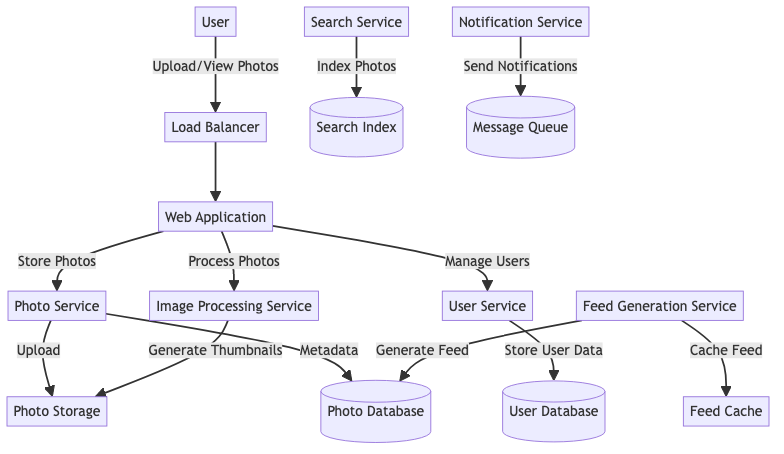 User
Search Service
Notification Service
Upload/View Photos
Index Photos
Send Notifications
Load Balancer
Search Index
Message Queue
Web Application
Store Photos
Process Photos
Manage Users
Photo Service
Image Processing Service
User Service
Feed Generation Service
Upload
Generate Thumbnails
Metadata
Generate Feed
Store User Data
Cache Feed
Photo Storage
Photo Database
User Database
Feed Cache